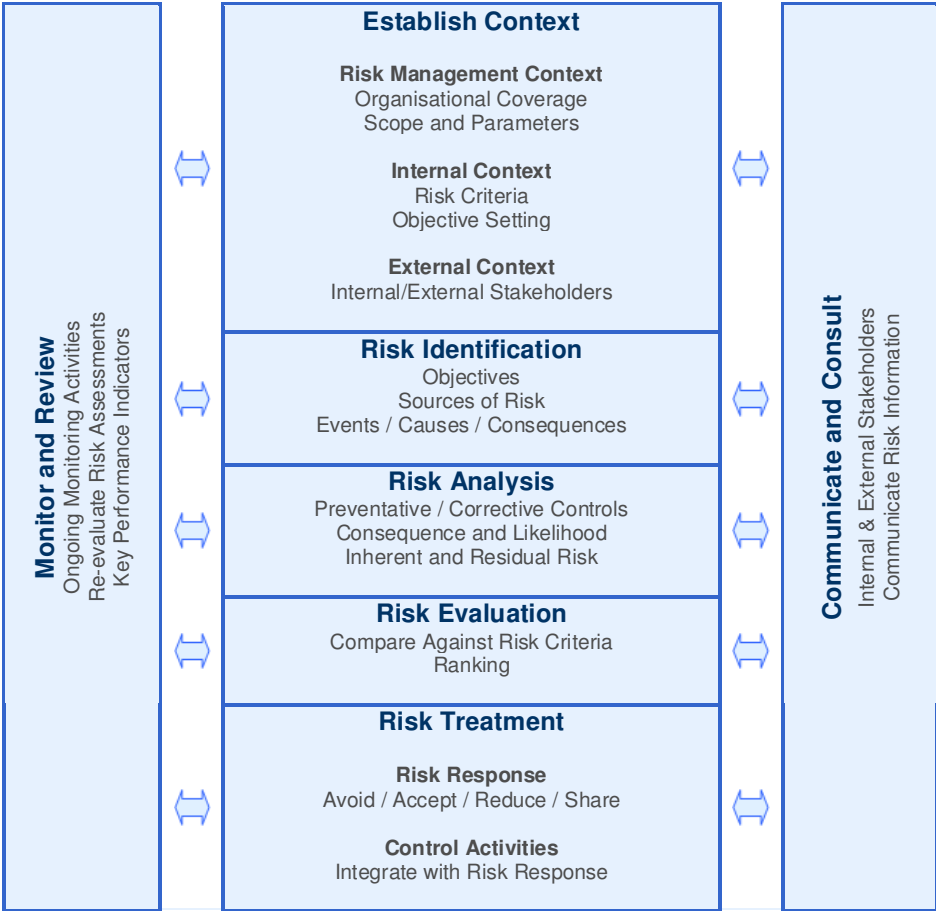 Monitor and Review
Ongoing Monitoring Activities
Re-evaluate Risk Assessments
Key Performance Indicators
Establish Context
Risk Management Context
Organisational Coverage
Scope and Parameters
Internal Context
Risk Criteria
Objective Setting
External Context
Internal/External Stakeholders
Risk Identification
Objectives
Sources of Risk
Events / Causes / Consequences
Risk Analysis
Preventative / Corrective Controls
Consequence and Likelihood
Inherent and Residual Risk
Risk Evaluation
Compare Against Risk Criteria
Ranking
Risk Treatment
Risk Response
Avoid / Accept / Reduce / Share
Control Activities
Integrate with Risk Response
Communicate and Consult
Internal & External Stakeholders
Communicate Risk Information